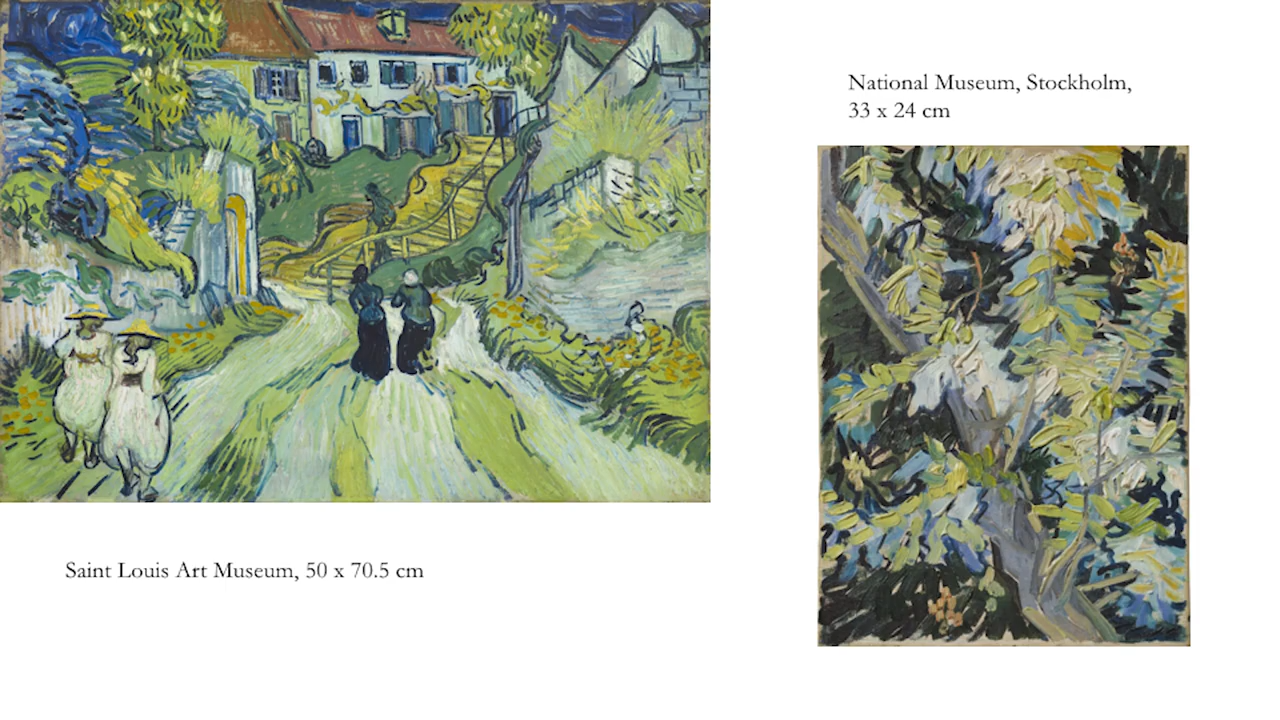 National Museum, Stockholm,
33 x 24 cm
Saint Louis Art Museum, 50 x 70.5 cm